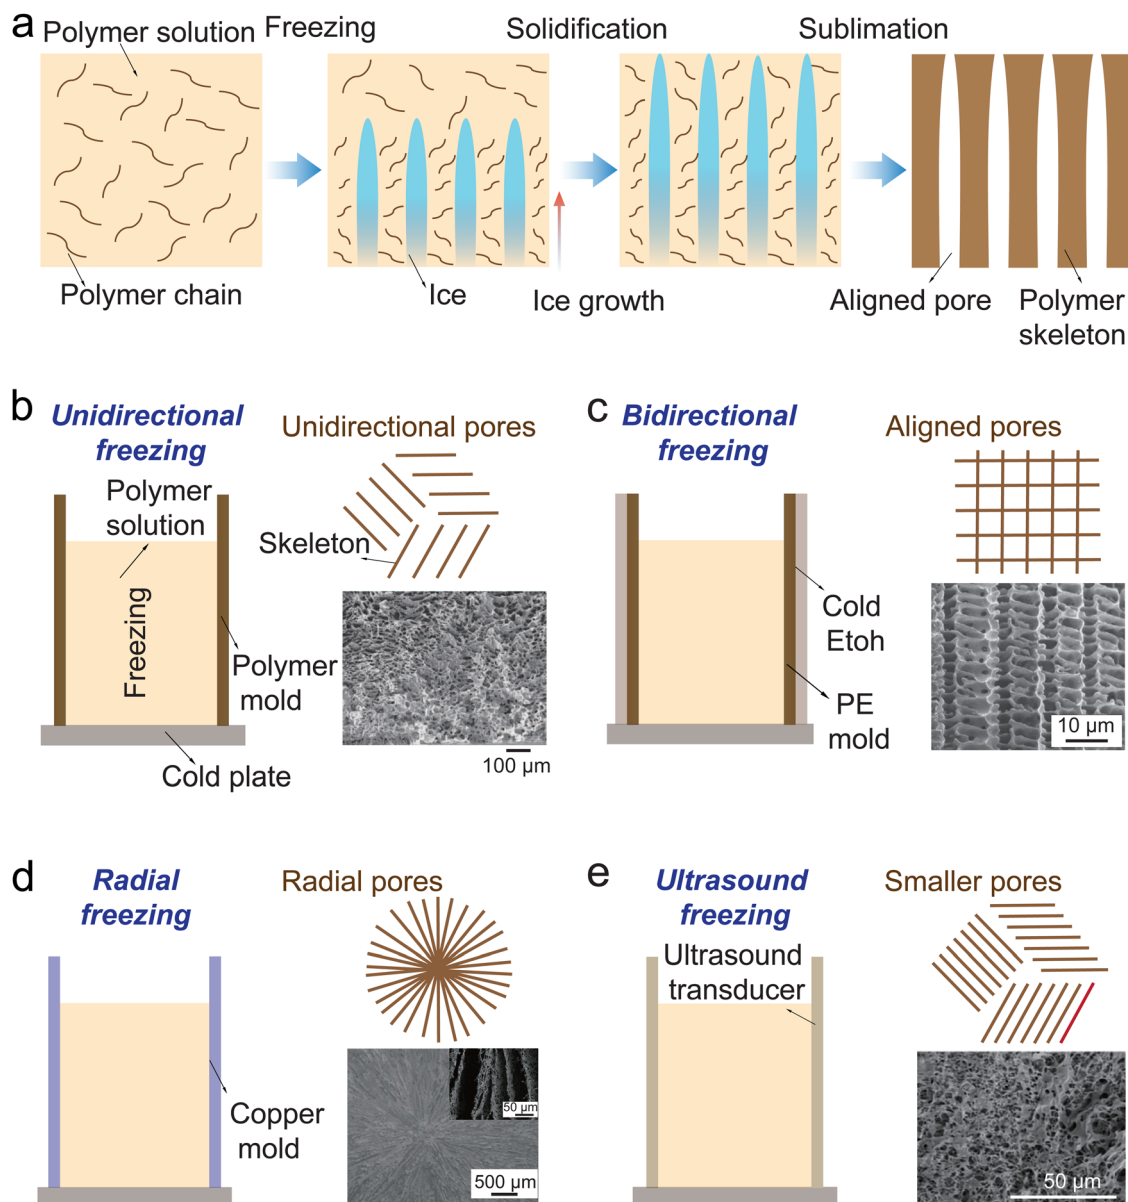 a
Polymer solution
Freezing
Solidification
Sublimation
Polymer chain
Ice
Ice growth
Aligned pore
Polymer
skeleton
b
Unidirectional
freezing
Unidirectional pores
Polymer
solution
Skeleton
Freezing
Polymer
mold
Cold plate
100 μm
c
Bidirectional
freezing
Aligned pores
Cold
Etoh
PE
mold
10 μm
d
Radial
freezing
Radial pores
Copper
mold
50 μm
500 μm
e
Ultrasound
freezing
Smaller pores
Ultrasound
transducer
50 μm